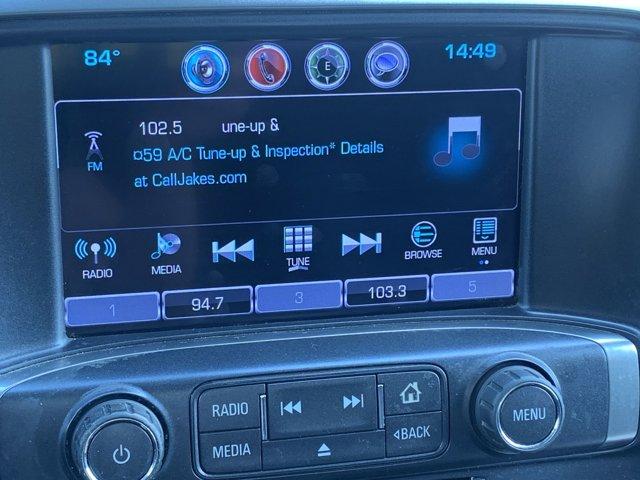 84° E 14:49
102.5 une-up &
FM ¤59 A/C Tune-up & Inspection* Details
at CallJakes.com
RADIO MEDIA TUNE BROWSE MENU
1 94.7 3 103.3 5
RADIO MENU
MEDIA ◁BACK